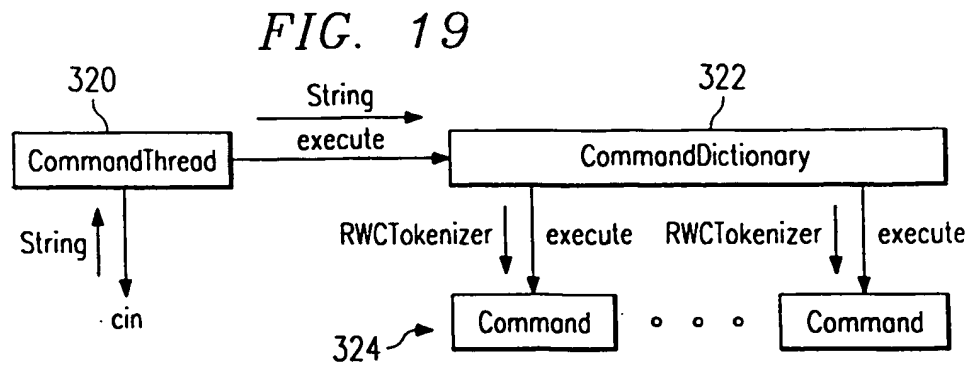 FIG. 19
320
322
String
execute
CommandThread
CommandDictionary
String
RWCTokenizer
execute
RWCTokenizer
execute
cin
Command
Command
324